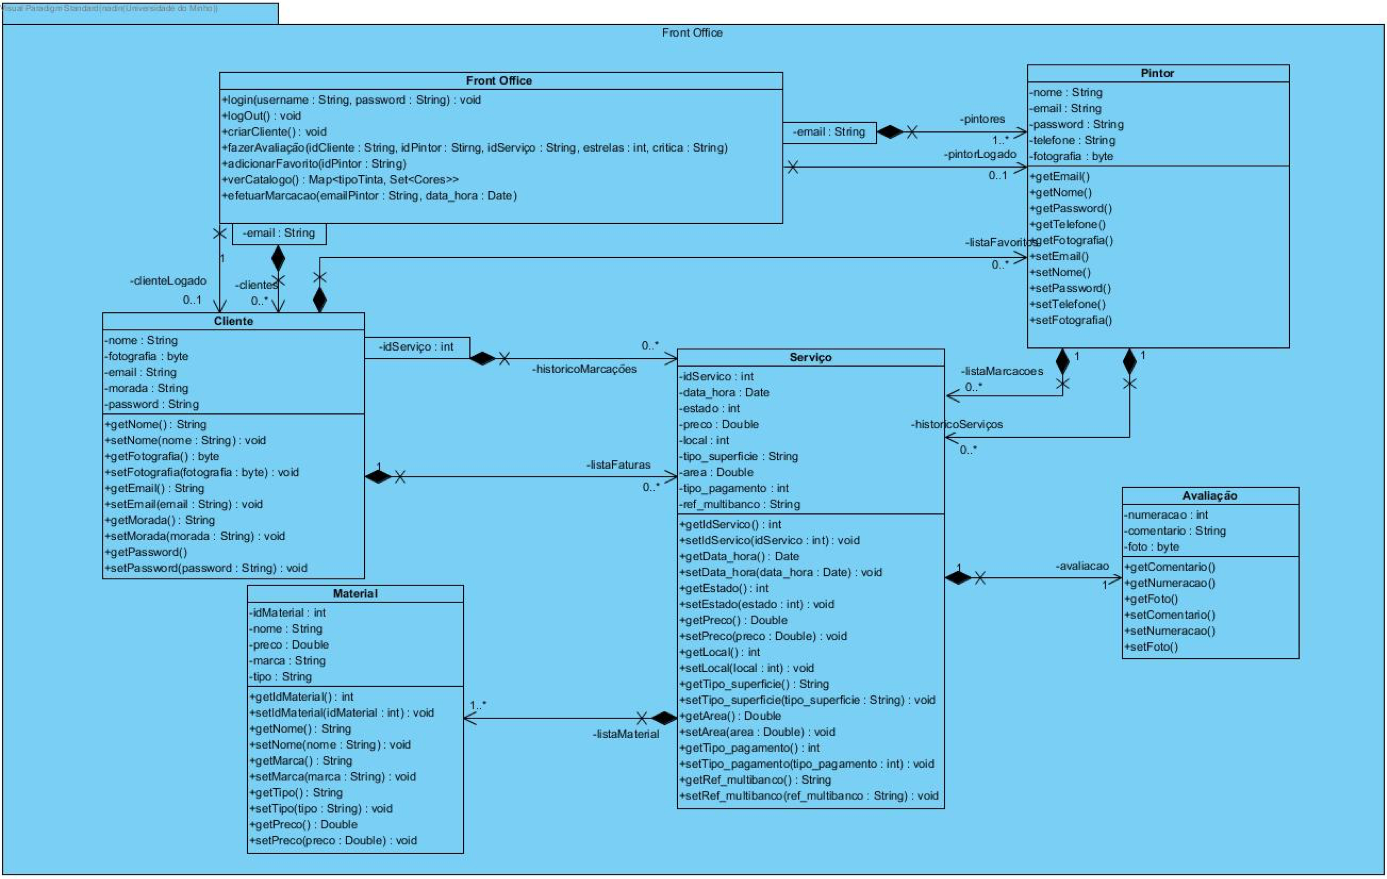 Visual Paradigm Standard(nadin(Universidade do Minho))
Front Office
Front Office
+login(username : String, password : String) : void
+logOut() : void
+criarCliente() : void
+fazerAvaliação(idCliente : String, idPintor : Stirng, idServiço : String, estrelas : int, critica : String)
+adicionarFavorito(idPintor : String)
+verCatalogo() : Map<tipoTinta, Set<Cores>>
+efetuarMarcacao(emailPintor : String, data_hora : Date)
-email : String
-pintores
1..*
-pintorLogado
0..1
Pintor
-nome : String
-email : String
-password : String
-telefone : String
-fotografia : byte
+getEmail()
+getNome()
+getPassword()
+getTelefone()
+getFotografia()
+setEmail()
+setNome()
+setPassword()
+setTelefone()
+setFotografia()
-email : String
1
-clienteLogado
0..1
-clientes
0..*
-listaFavoritos
0..*
Cliente
-nome : String
-fotografia : byte
-email : String
-morada : String
-password : String
+getNome() : String
+setNome(nome : String) : void
+getFotografia() : byte
+setFotografia(fotografia : byte) : void
+getEmail() : String
+setEmail(email : String) : void
+getMorada() : String
+setMorada(morada : String) : void
+getPassword()
+setPassword(password : String) : void
-idServiço : int
0..*
-historicoMarcações
1
-listaFaturas
0..*
Serviço
-idServico : int
-data_hora : Date
-estado : int
-preco : Double
-local : int
-tipo_superficie : String
-area : Double
-tipo_pagamento : int
-ref_multibanco : String
+getIdServico() : int
+setIdServico(idServico : int) : void
+getData_hora() : Date
+setData_hora(data_hora : Date) : void
+getEstado() : int
+setEstado(estado : int) : void
+getPreco() : Double
+setPreco(preco : Double) : void
+getLocal() : int
+setLocal(local : int) : void
+getTipo_superficie() : String
+setTipo_superficie(tipo_superficie : String) : void
+getArea() : Double
+setArea(area : Double) : void
+getTipo_pagamento() : int
+setTipo_pagamento(tipo_pagamento : int) : void
+getRef_multibanco() : String
+setRef_multibanco(ref_multibanco : String) : void
1
-listaMarcacoes
0..*
1
-historicoServiços
0..*
1
-avaliacao
1
Avaliação
-numeracao : int
-comentario : String
-foto : byte
+getComentario()
+getNumeracao()
+getFoto()
+setComentario()
+setNumeracao()
+setFoto()
Material
-idMaterial : int
-nome : String
-preco : Double
-marca : String
-tipo : String
+getIdMaterial() : int
+setIdMaterial(idMaterial : int) : void
+getNome() : String
+setNome(nome : String) : void
+getMarca() : String
+setMarca(marca : String) : void
+getTipo() : String
+setTipo(tipo : String) : void
+getPreco() : Double
+setPreco(preco : Double) : void
1..*
-listaMaterial